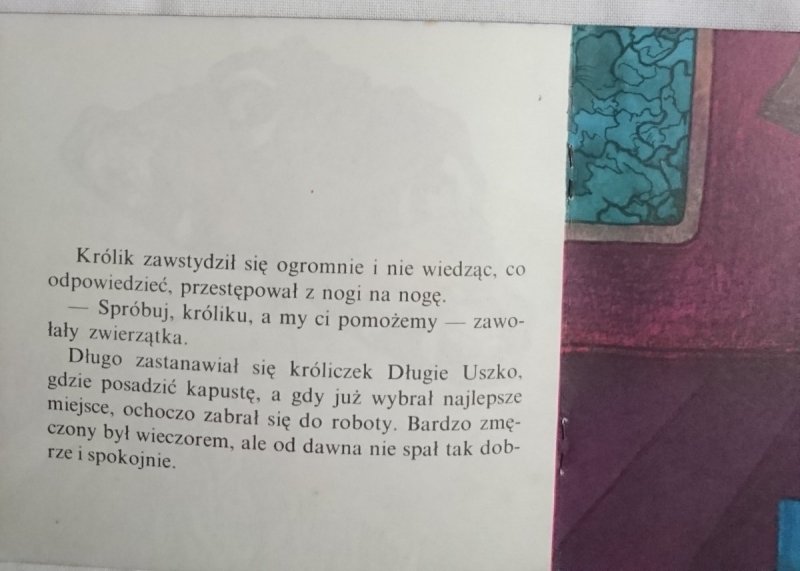 Królik zawstydził się ogromnie i nie wiedząc, co
odpowiedzieć, przestępował z nogi na nogę.
— Spróbuj, króliku, a my ci pomożemy — zawo-
łały zwierzątka.
Długo zastanawiał się króliczek Długie Uszko,
gdzie posadzić kapustę, a gdy już wybrał najlepsze
miejsce, ochoczo zabrał się do roboty. Bardzo zmę-
czony był wieczorem, ale od dawna nie spał tak dob-
rze i spokojnie.